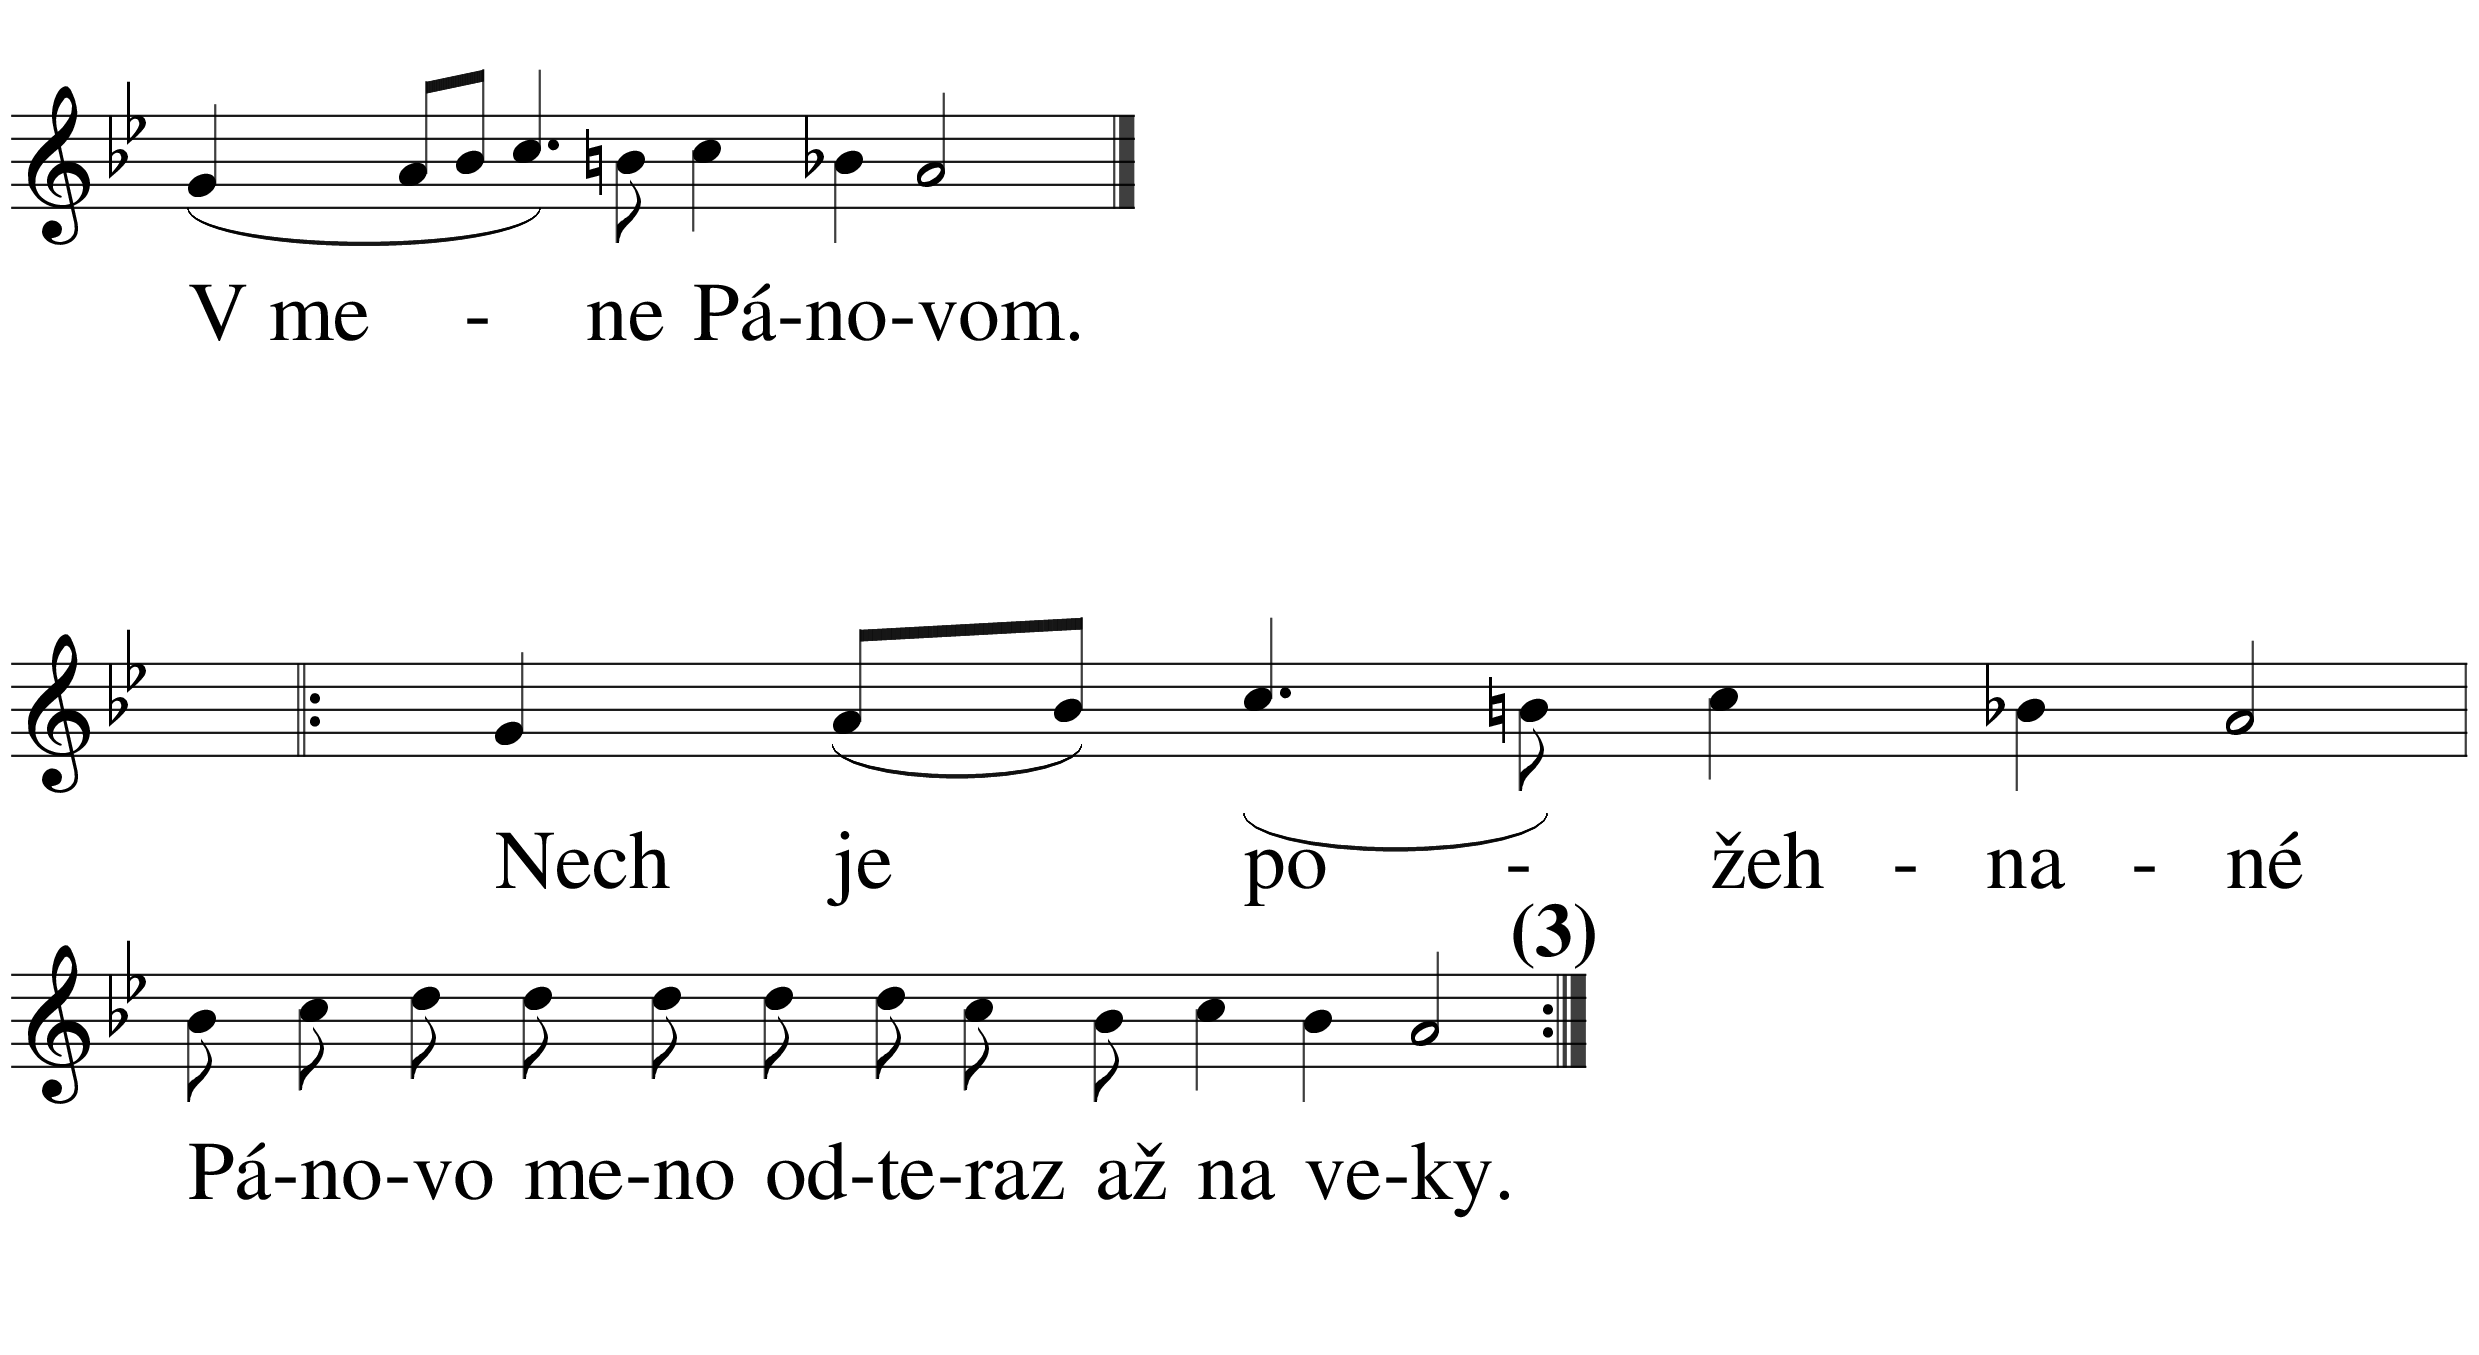 V me - ne Pá-no-vom.
Nech je po - žeh - na - né
(3)
Pá-no-vo me-no od-te-raz až na ve-ky.